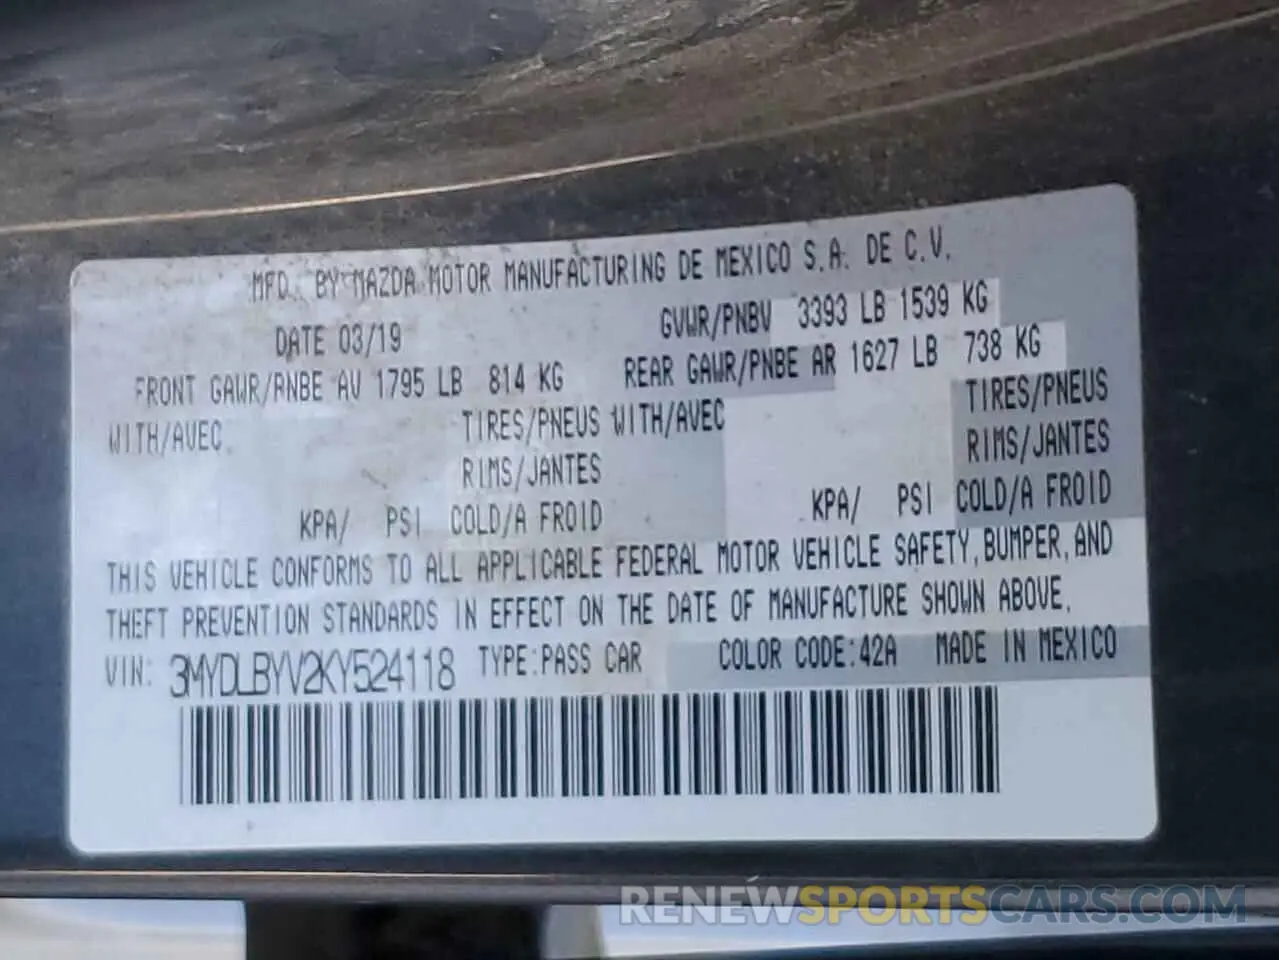 MFD. BY MAZDA MOTOR MANUFACTURING DE MEXICO S.A. DE C.V.
DATE 03/19 GVWR/PNBV 3393 LB 1539 KG
FRONT GAWR/PNBE AV 1795 LB 814 KG REAR GAWR/PNBE AR 1627 LB 738 KG
WITH/AVEC TIRES/PNEUS WITH/AVEC TIRES/PNEUS
RIMS/JANTES RIMS/JANTES
KPA/ PSI COLD/A FROID KPA/ PSI COLD/A FROID
THIS VEHICLE CONFORMS TO ALL APPLICABLE FEDERAL MOTOR VEHICLE SAFETY, BUMPER, AND
THEFT PREVENTION STANDARDS IN EFFECT ON THE DATE OF MANUFACTURE SHOWN ABOVE.
VIN: 3MYDLBYV2KY524118 TYPE:PASS CAR COLOR CODE:42A MADE IN MEXICO
RENEWSPORTSCARS.COM